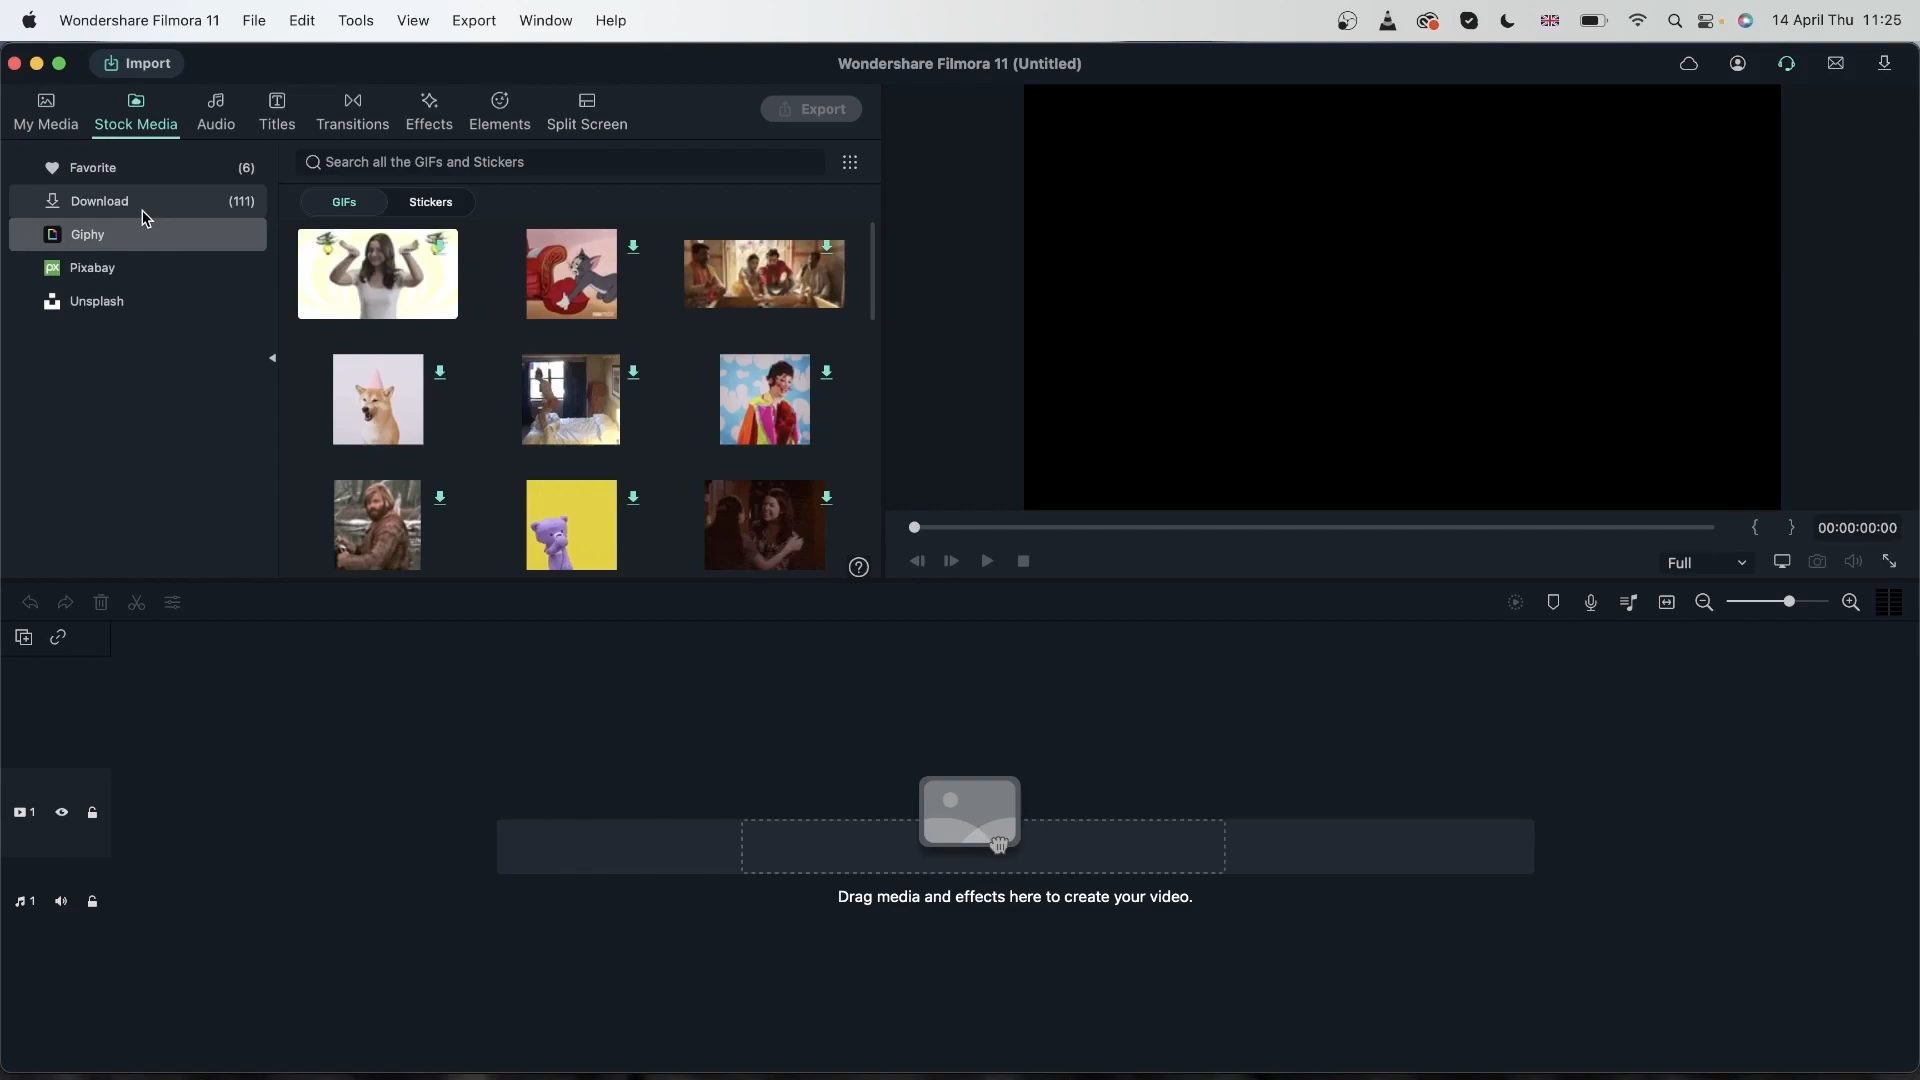 Wondershare Filmora 11 File Edit Tools View Export Window Help 14 April Thu 11:25
Import Wondershare Filmora 11 (Untitled)
My Media Stock Media Audio Titles Transitions Effects Elements Split Screen Export
Favorite (6)
Download (111)
Giphy
Pixabay
Unsplash
Search all the GIFs and Stickers
GIFs Stickers
{ } 00:00:00:00
Full
1
Drag media and effects here to create your video.
1